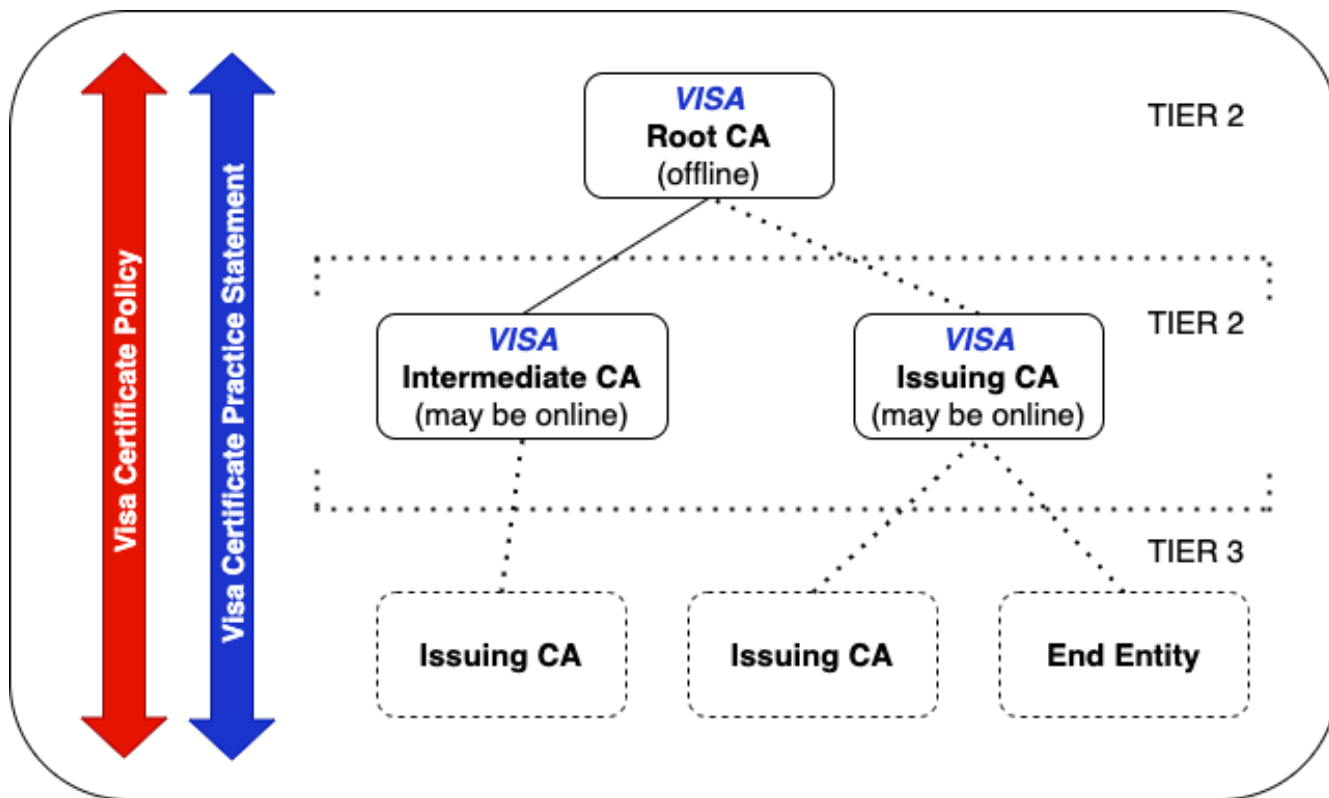 Visa Certificate Policy
Visa Certificate Practice Statement
VISA
Root CA
(offline)
TIER 2
VISA
Intermediate CA
(may be online)
VISA
Issuing CA
(may be online)
TIER 2
TIER 3
Issuing CA
Issuing CA
End Entity